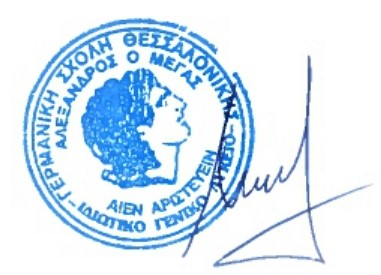 ΓΕΡΜΑΝΙΚΗ ΣΧΟΛΗ ΘΕΣΣΑΛΟΝΙΚΗΣ
ΑΛΕΞΑΝΔΡΟΣ Ο ΜΕΓΑΣ
ΑΙΕΝ ΑΡΙΣΤΕΥΕΙΝ
-ΙΔΙΩΤΙΚΟ ΓΕΝΙΚΟ ΛΥΚΕΙΟ-